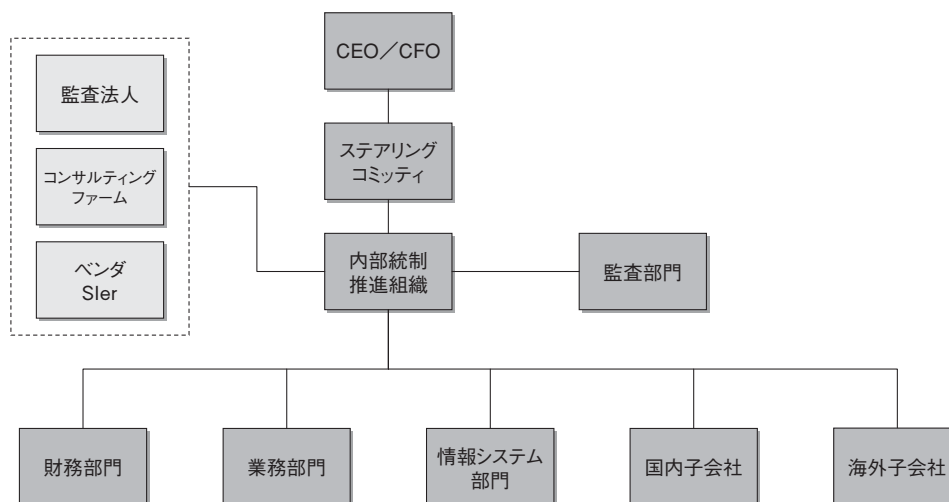 CEO／CFO
監査法人
ステアリング
コミッティ
コンサルティング
ファーム
ベンダ
SIer
内部統制
推進組織
監査部門
財務部門
業務部門
情報システム
部門
国内子会社
海外子会社